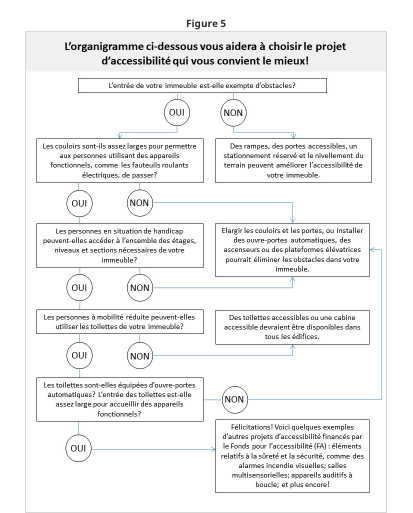 Figure 5
L'organigramme ci-dessous vous aidera à choisir le projet
d'accessibilité qui vous convient le mieux!
L'entrée de votre immeuble est-elle exempte d'obstacles?
OUI
NON
Les couloirs sont-ils assez larges pour permettre
aux personnes utilisant des appareils
fonctionnels, comme les fauteuils roulants
électriques, de passer?
Des rampes, des portes accessibles, un
stationnement réservé et le nivellement du
terrain peuvent améliorer l'accessibilité de
votre immeuble.
OUI
NON
Les personnes en situation de handicap
peuvent-elles accéder à l'ensemble des étages,
niveaux et sections nécessaires de votre
immeuble?
Elargir les couloirs et les portes, ou installer
des ouvre-portes automatiques, des
ascenseurs ou des plateformes élévatrices
pourrait éliminer les obstacles dans votre
immeuble.
OUI
NON
Les personnes à mobilité réduite peuvent-elles
utiliser les toilettes de votre immeuble?
Des toilettes accessibles ou une cabine
accessible devraient être disponibles dans
tous les édifices.
OUI
NON
Les toilettes sont-elles équipées d'ouvre-portes
automatiques? L'entrée des toilettes est-elle
assez large pour accueillir des appareils
fonctionnels?
NON
OUI
Félicitations! Voici quelques exemples
d'autres projets d'accessibilité financés par
le Fonds pour l'accessibilité (FA) : éléments
relatifs à la sûreté et la sécurité, comme des
alarmes incendie visuelles; salles
multisensorielles; appareils auditifs à
boucle; et plus encore!